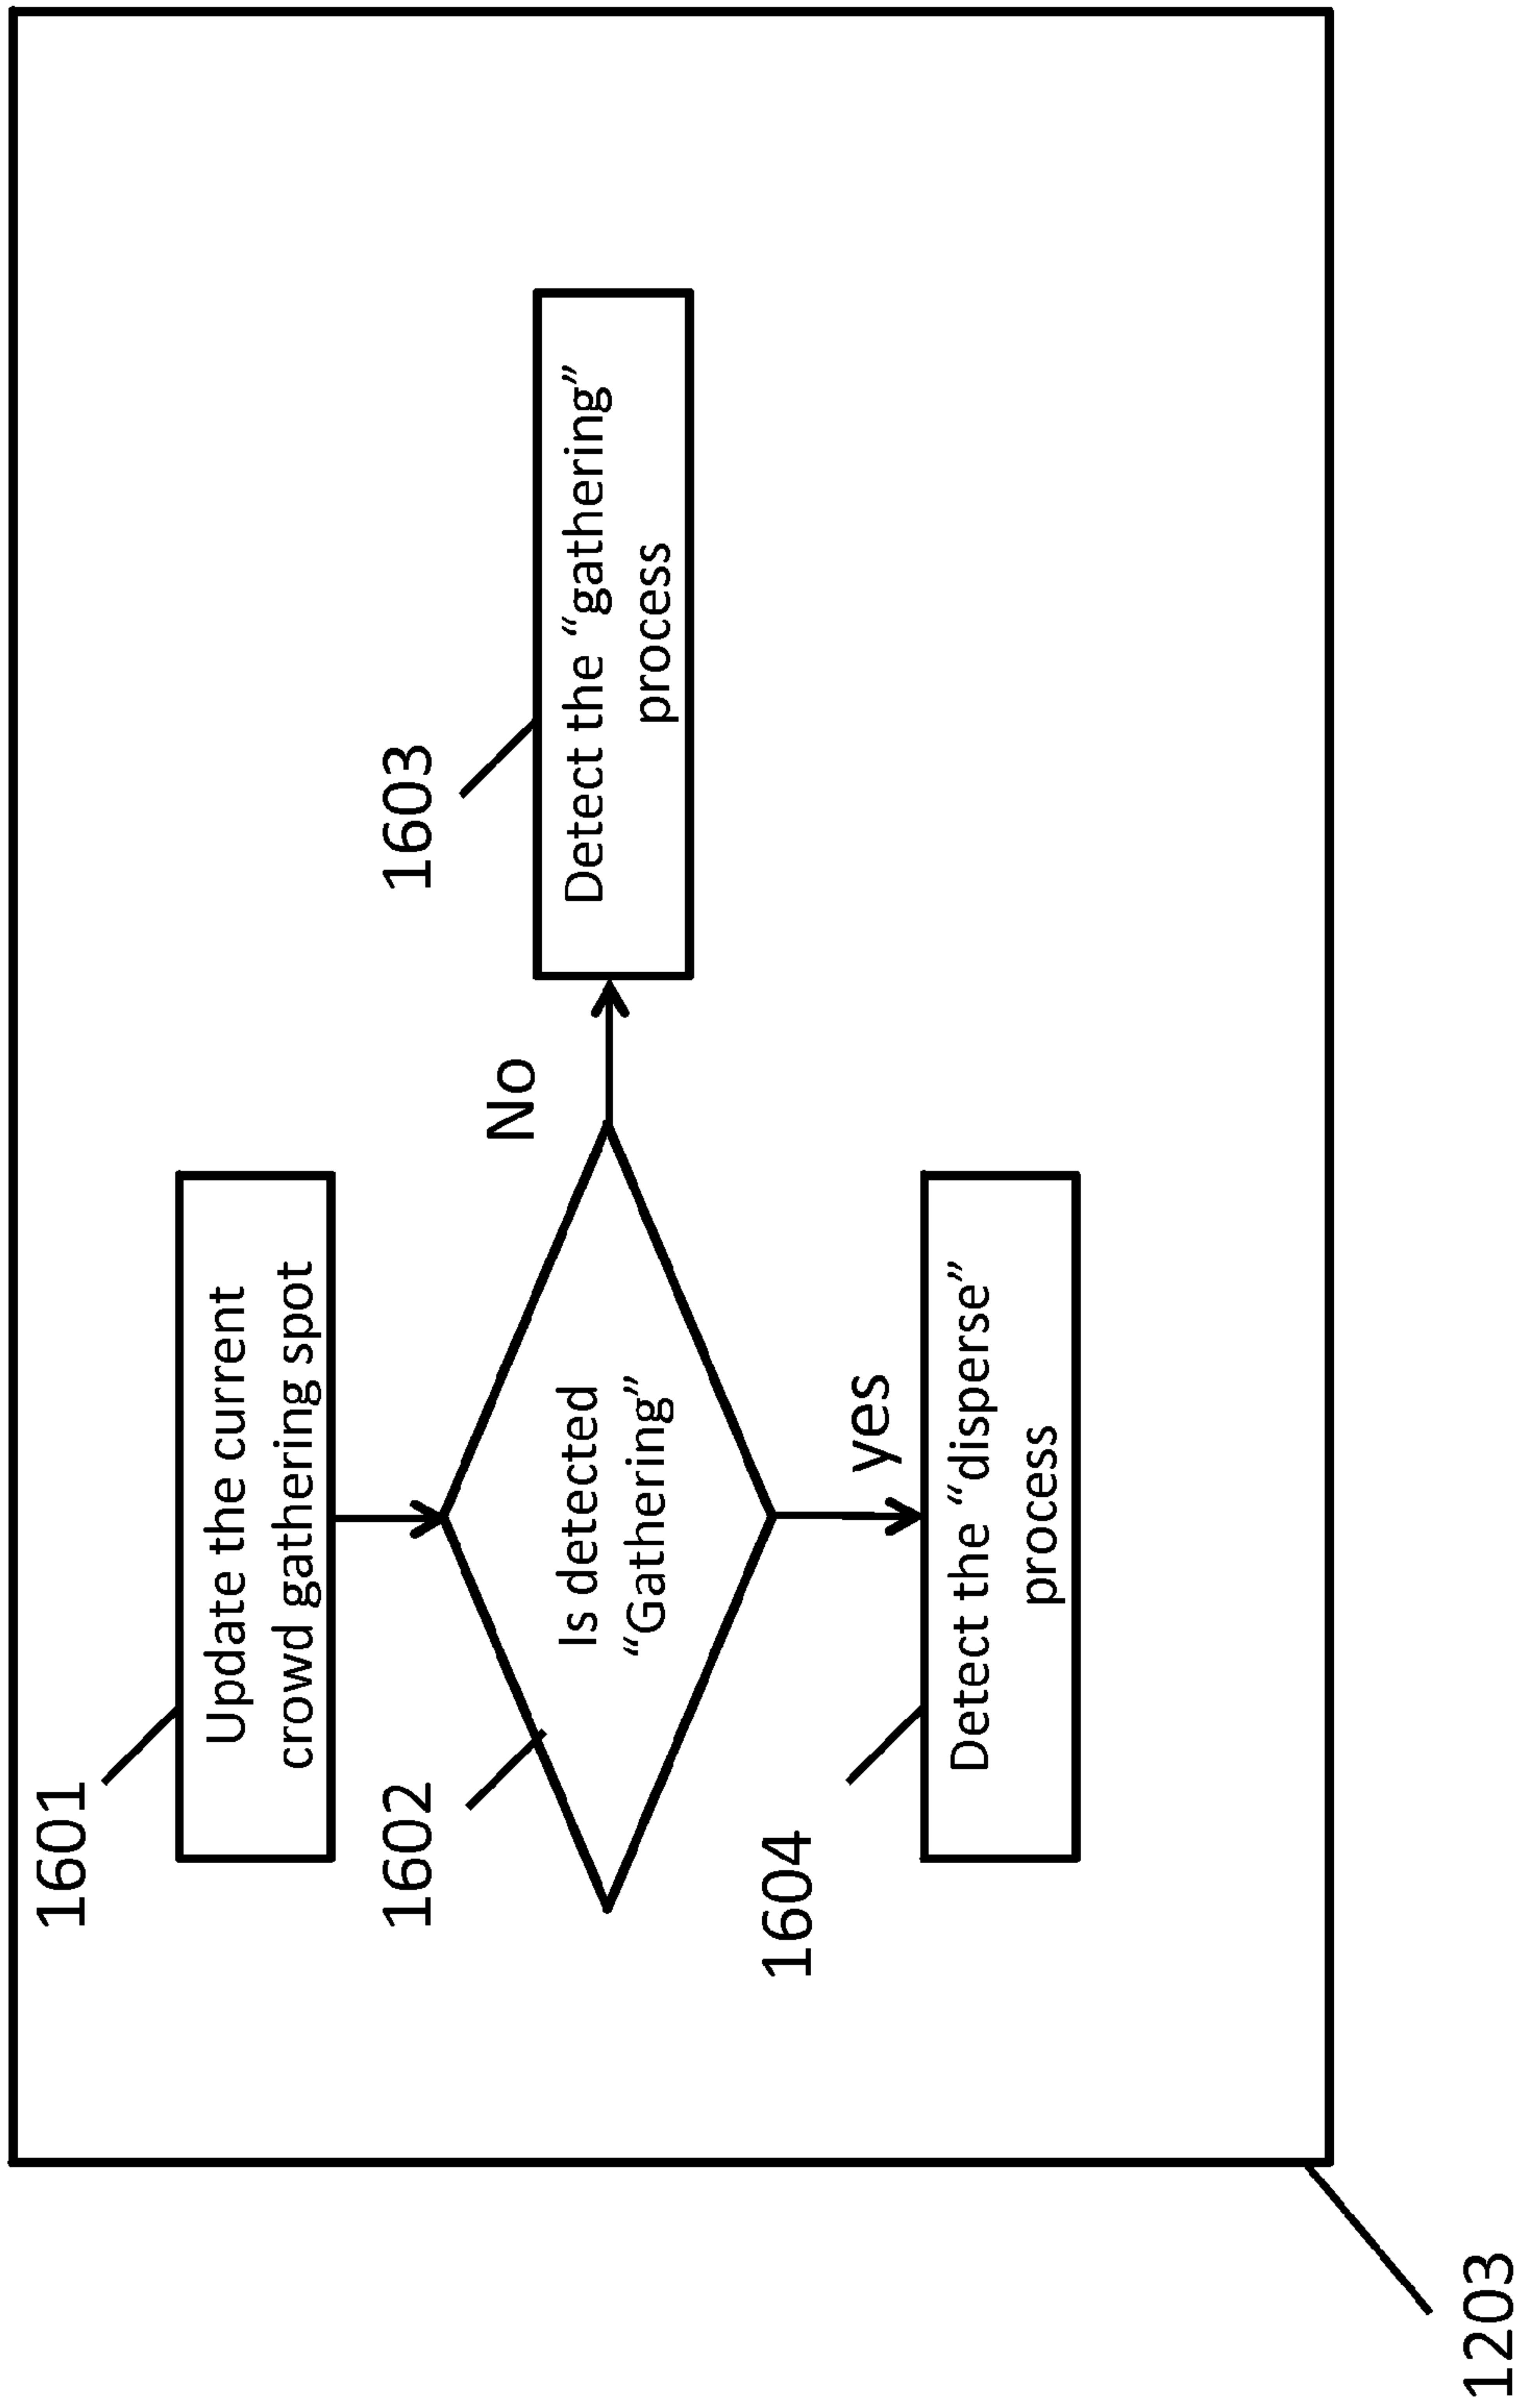 1601
Update the current
crowd gathering spot
1602
Is detected
“Gathering”
No
1603
Detect the “gathering”
process
yes
1604
Detect the “disperse”
process
1203